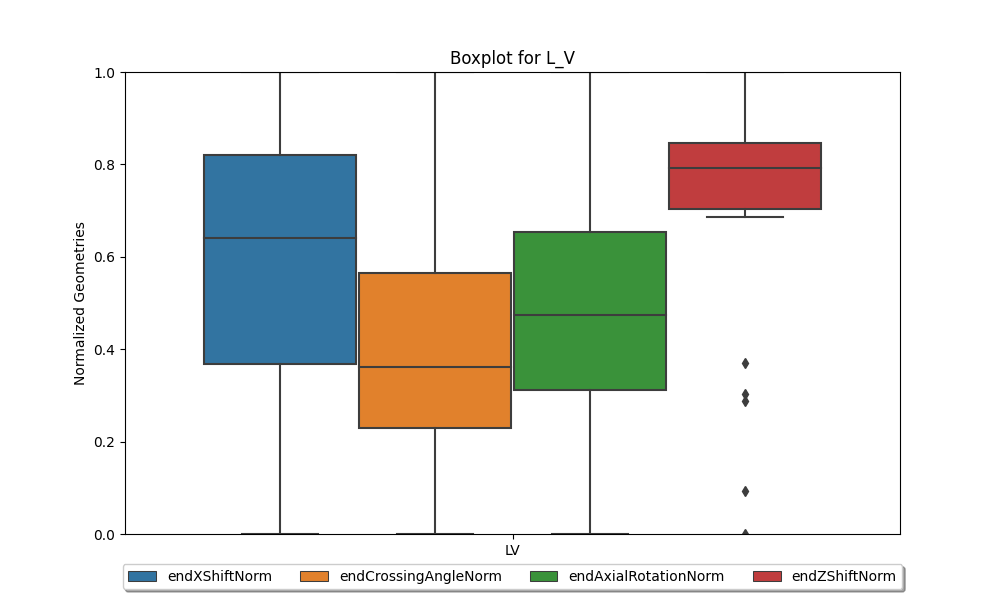 Boxplot for L_V
1.0
0.8
0.6
0.4
0.2
0.0
Normalized Geometries
LV
endXShiftNorm endCrossingAngleNorm endAxialRotationNorm endZShiftNorm